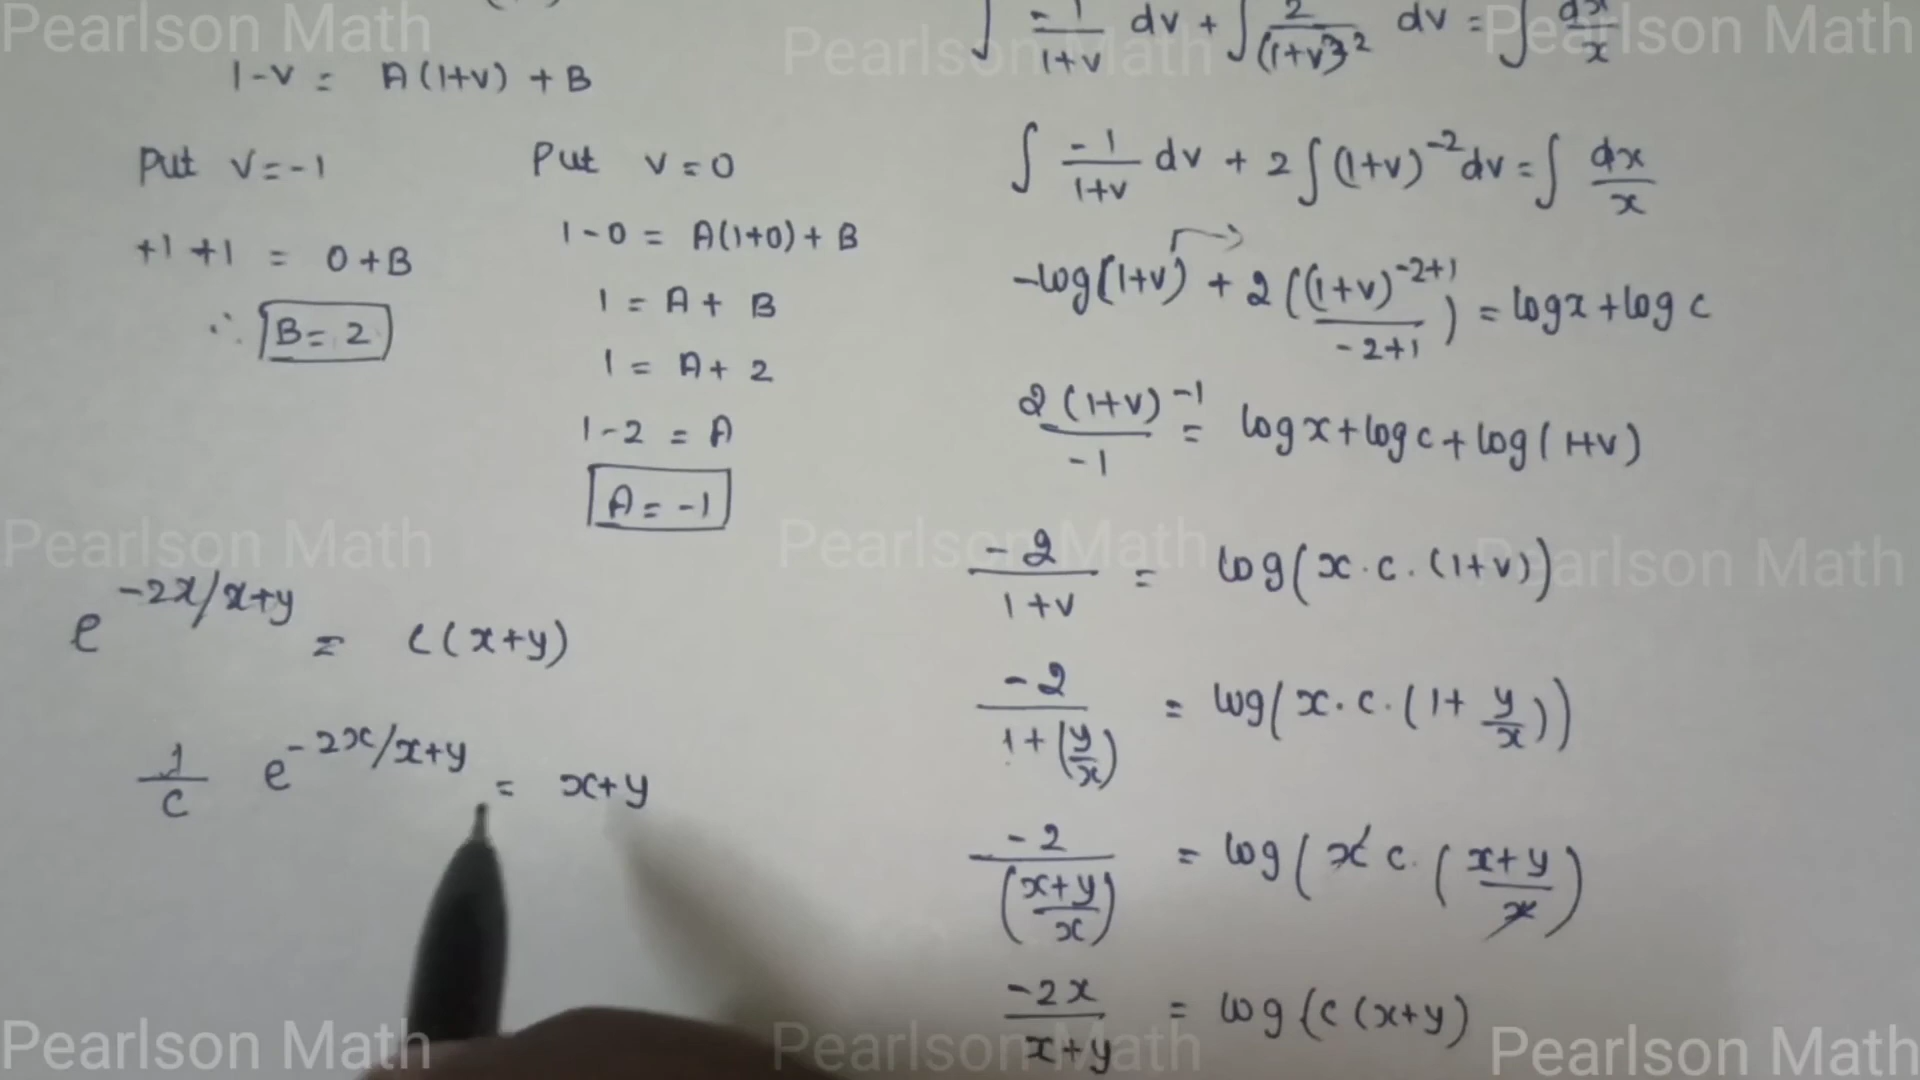 1-v = A(1+v) + B
Put v=-1
+1 +1 = 0+B
∴ B= 2
Put v=0
1-0 = A(1+0)+ B
1 = A+ B
1 = A+ 2
1-2 = A
A= -1
e^-2x/x+y = c(x+y)
1/c e^-2x/x+y = x+y
∫ -1/1+v dv + ∫ 2/(1+v)^2 dv = ∫ dx/x
∫ -1/1+v dv + 2∫(1+v)^-2 dv = ∫ dx/x
-log(1+v) + 2((1+v)^-2+1/-2+1) = logx+log c
2(1+v)^-1/-1 = logx+logc+log(1+v)
-2/1+v = log(x.c.(1+v))
-2/1+(y/x) = log(x.c.(1+ y/x))
-2/(x+y/x) = log(x c.(x+y/x)
-2x/x+y = log(c(x+y)
Pearlson Math
Pearlson Math
Pearlson Math
Pearlson Math
Pearlson Math
Pearlson Math
Pearlson Math
Pearlson Math
Pearlson Math